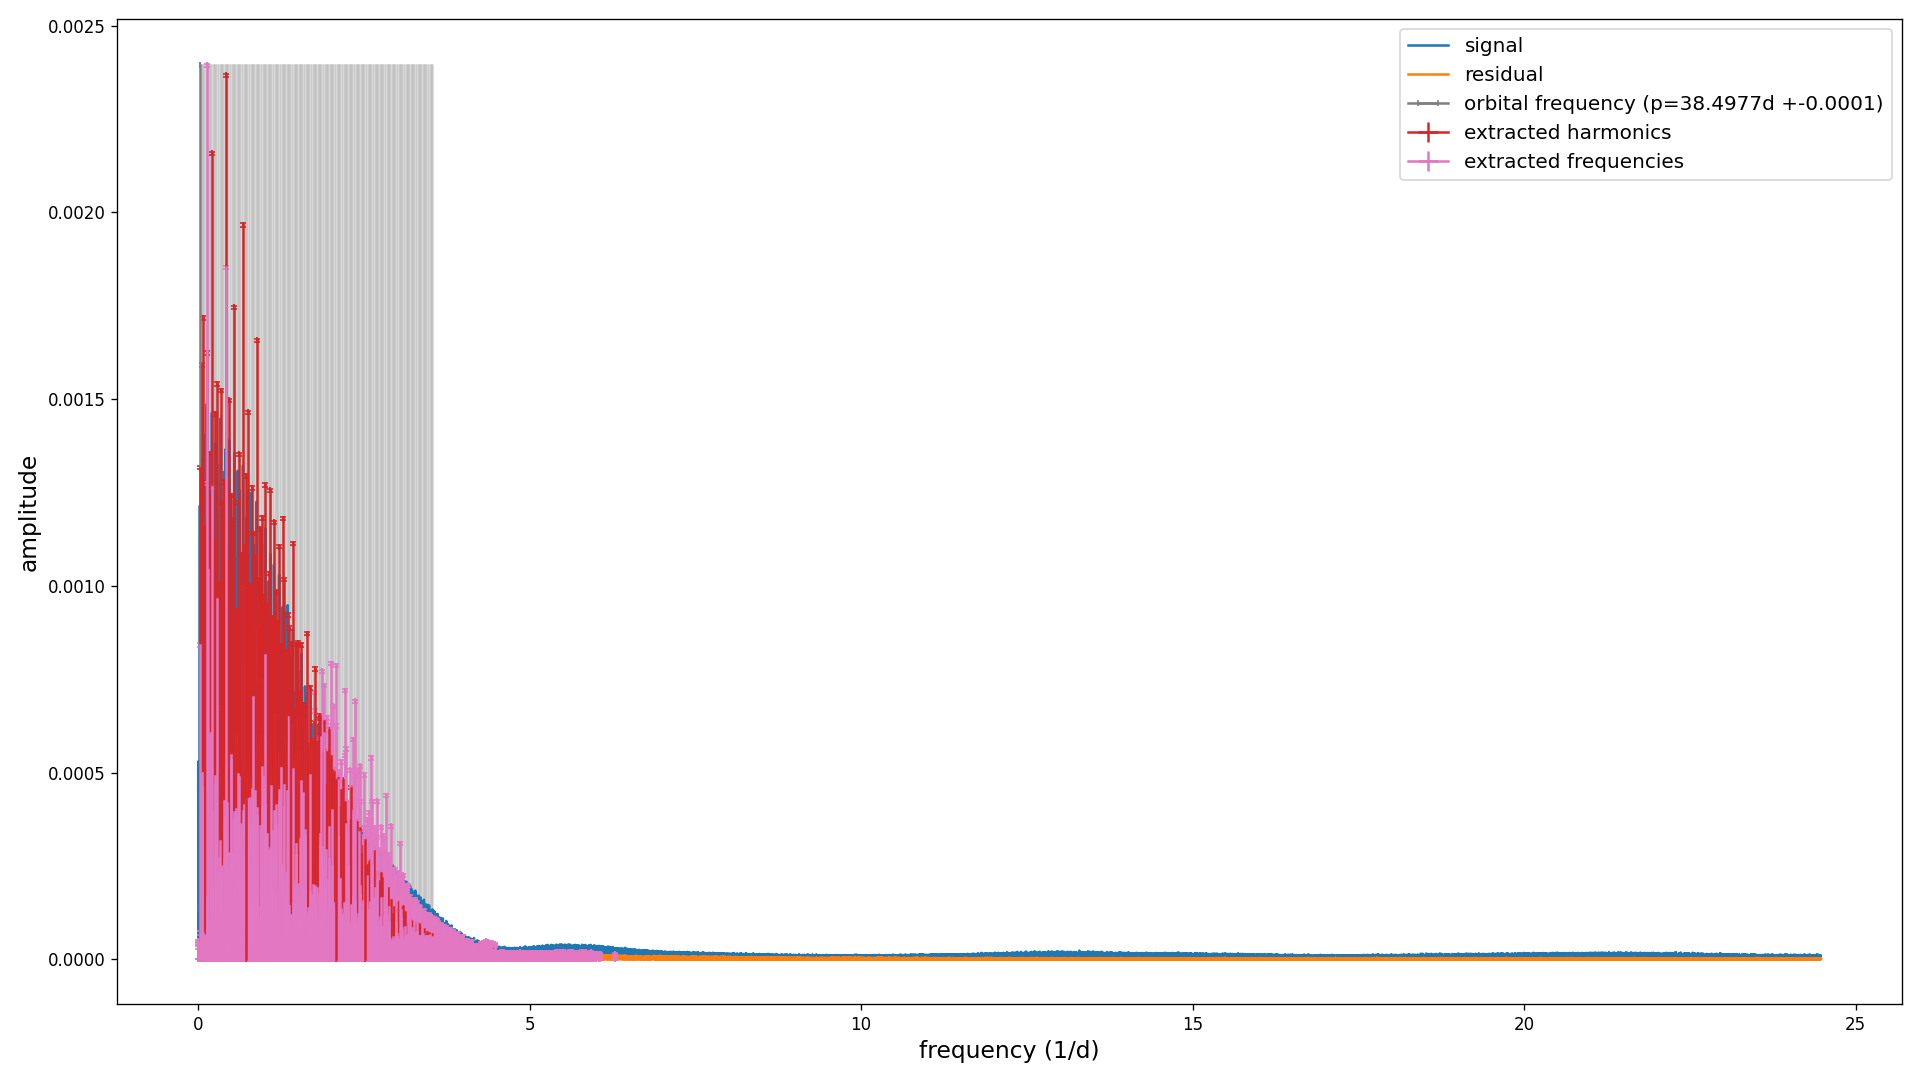 0.0025
0.0020
0.0015
0.0010
0.0005
0.0000
amplitude
0
5
10
15
20
25
frequency (1/d)
signal
residual
orbital frequency (p=38.4977d +-0.0001)
extracted harmonics
extracted frequencies